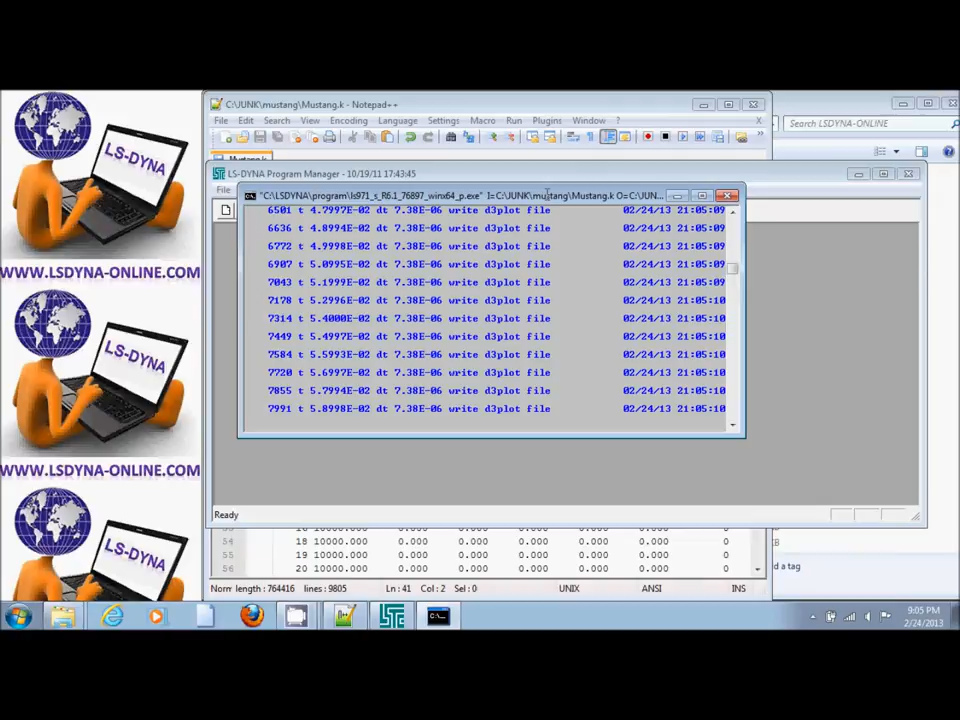 LS-DYNA
WWW.LSDYNA-ONLINE.COM
LS-DYNA
WWW.LSDYNA-ONLINE.COM
LS-DYNA
C:\JUNK\mustang\Mustang.k - Notepad++
File Edit Search View Encoding Language Settings Macro Run Plugins Window ?
X
Search LSDYNA-ONLINE
Mustang.k
LS-DYNA Program Manager - 10/19/11 17:43:45
File
"C:\LSDYNA\program\ls971_s_R6.1_76897_winx64_p.exe" I=C:\JUNK\mustang\Mustang.k O=C:\JUN...
6501 t 4.7997E-02 dt 7.38E-06 write d3plot file 02/24/13 21:05:09
6636 t 4.8994E-02 dt 7.38E-06 write d3plot file 02/24/13 21:05:09
6772 t 4.9998E-02 dt 7.38E-06 write d3plot file 02/24/13 21:05:09
6907 t 5.0995E-02 dt 7.38E-06 write d3plot file 02/24/13 21:05:09
7043 t 5.1999E-02 dt 7.38E-06 write d3plot file 02/24/13 21:05:09
7178 t 5.2996E-02 dt 7.38E-06 write d3plot file 02/24/13 21:05:10
7314 t 5.4000E-02 dt 7.38E-06 write d3plot file 02/24/13 21:05:10
7449 t 5.4997E-02 dt 7.38E-06 write d3plot file 02/24/13 21:05:10
7584 t 5.5993E-02 dt 7.38E-06 write d3plot file 02/24/13 21:05:10
7720 t 5.6997E-02 dt 7.38E-06 write d3plot file 02/24/13 21:05:10
7855 t 5.7994E-02 dt 7.38E-06 write d3plot file 02/24/13 21:05:10
7991 t 5.8998E-02 dt 7.38E-06 write d3plot file 02/24/13 21:05:10
Ready
54 18 10000.000 0.000 0.000 0.000 0.000 0
55 19 10000.000 0.000 0.000 0.000 0.000 0
56 20 10000.000 0.000 0.000 0.000 0.000 0
d a tag
Norm length : 764416 lines : 9805 Ln : 41 Col : 2 Sel : 0 UNIX ANSI INS
9:05 PM
2/24/2013